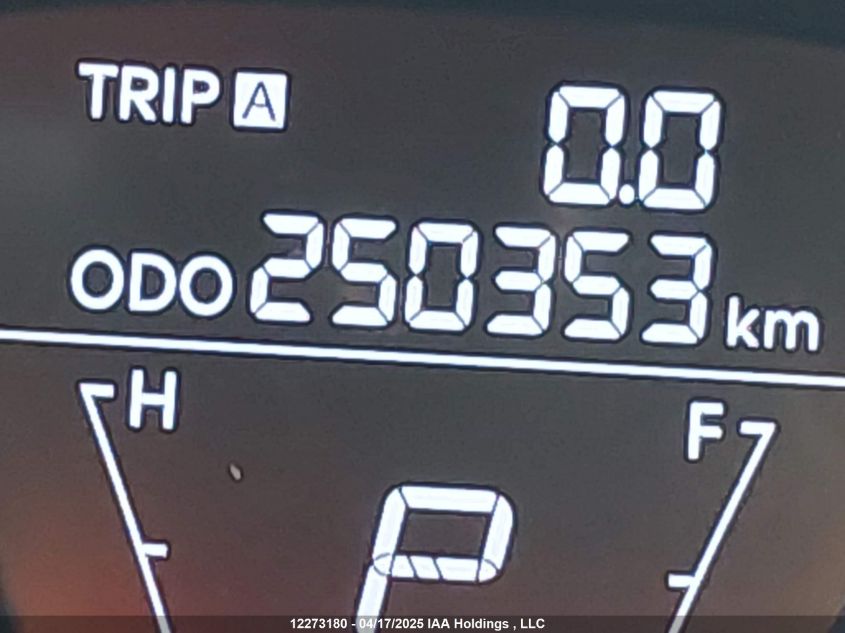 TRIP A 0.0
ODO 250353 km
H F
P
12273180 - 04/17/2025 IAA Holdings , LLC